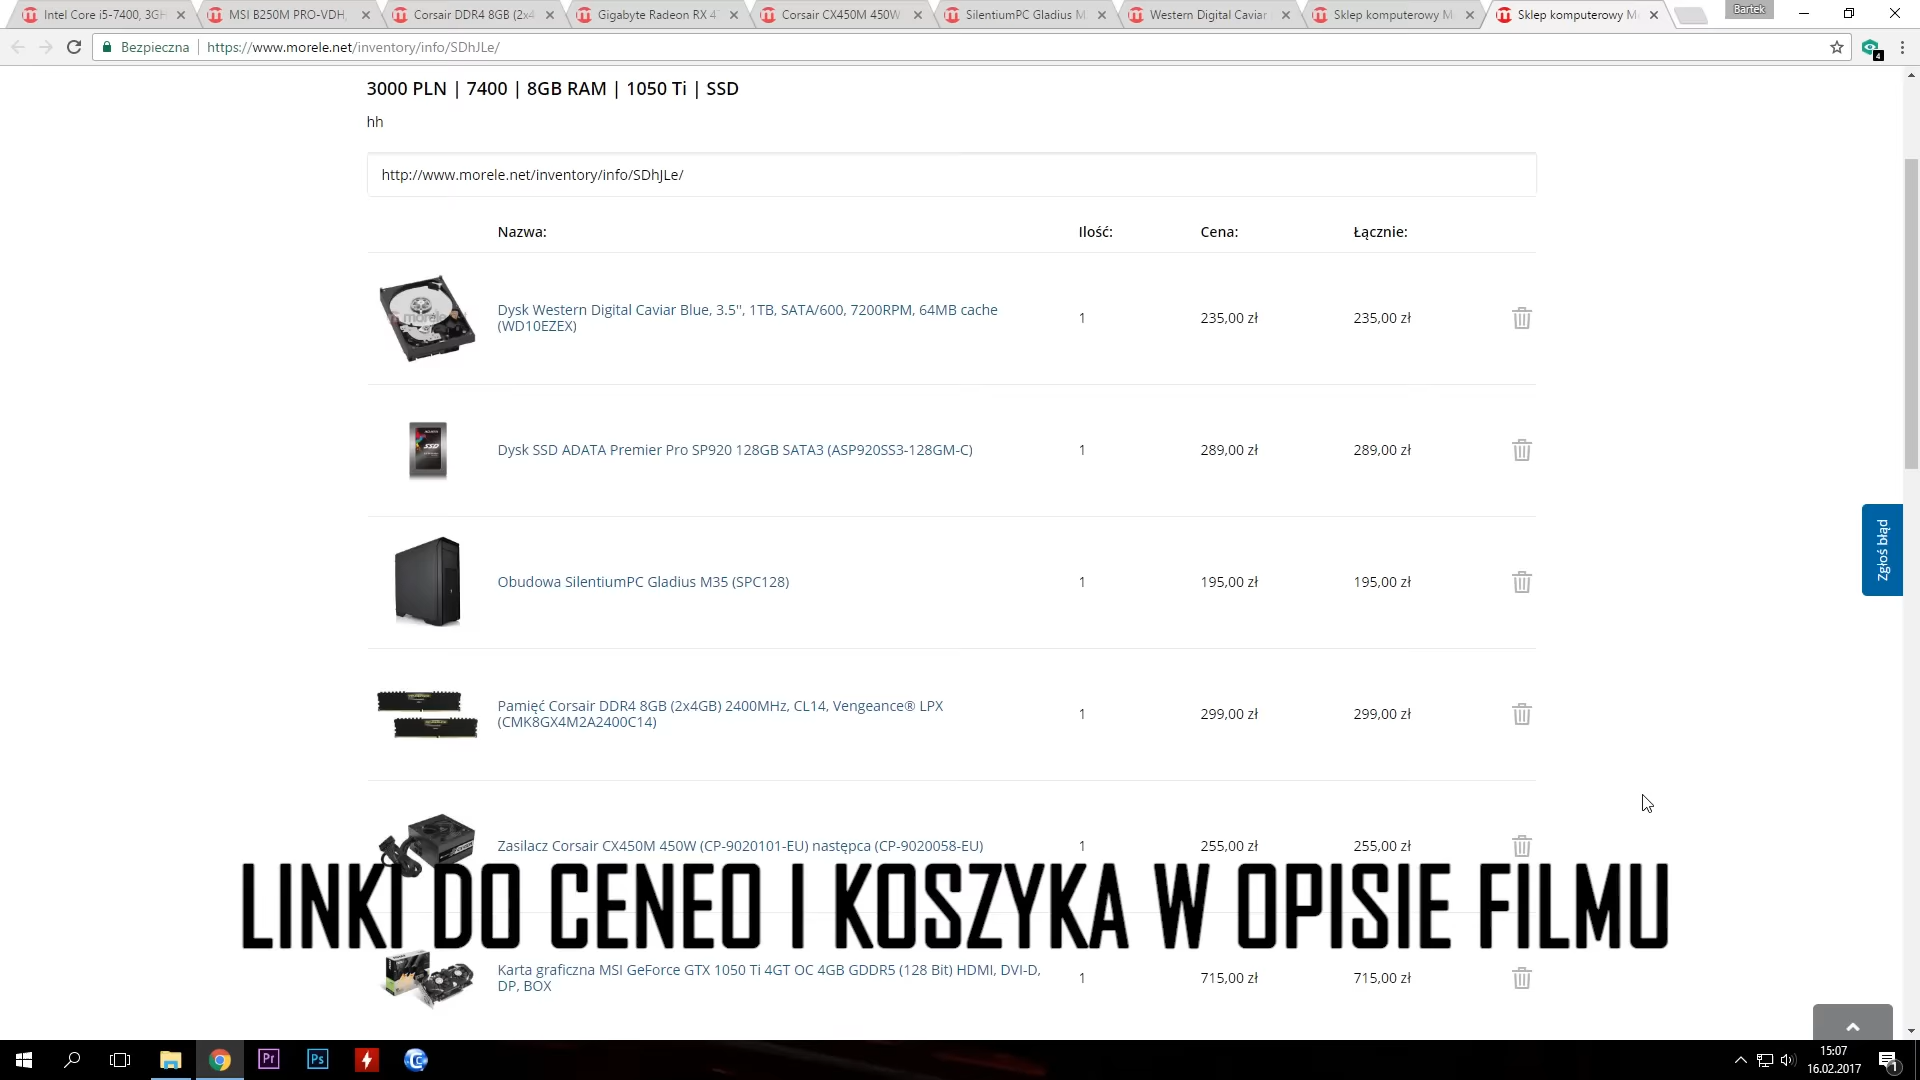 Intel Core i5-7400, 3GH
MSI B250M PRO-VDH,
Corsair DDR4 8GB (2x4
Gigabyte Radeon RX 4
Corsair CX450M 450W
SilentiumPC Gladius M
Western Digital Caviar
Sklep komputerowy M
Sklep komputerowy M
Bartek
Bezpieczna
https://www.morele.net/inventory/info/SDhJLe/
4
3000 PLN | 7400 | 8GB RAM | 1050 Ti | SSD
hh
http://www.morele.net/inventory/info/SDhJLe/
Nazwa: Ilość: Cena: Łącznie:
Dysk Western Digital Caviar Blue, 3.5", 1TB, SATA/600, 7200RPM, 64MB cache
(WD10EZEX)
1 235,00 zł 235,00 zł
Dysk SSD ADATA Premier Pro SP920 128GB SATA3 (ASP920SS3-128GM-C) 1 289,00 zł 289,00 zł
Obudowa SilentiumPC Gladius M35 (SPC128) 1 195,00 zł 195,00 zł
Pamięć Corsair DDR4 8GB (2x4GB) 2400MHz, CL14, Vengeance® LPX
(CMK8GX4M2A2400C14)
1 299,00 zł 299,00 zł
Zasilacz Corsair CX450M 450W (CP-9020101-EU) następca (CP-9020058-EU) 1 255,00 zł 255,00 zł
LINKI DO CENEO I KOSZYKA W OPISIE FILMU
Karta graficzna MSI GeForce GTX 1050 Ti 4GT OC 4GB GDDR5 (128 Bit) HDMI, DVI-D,
DP, BOX
1 715,00 zł 715,00 zł
Zgłoś błąd
Pr
Ps
15:07
16.02.2017
1